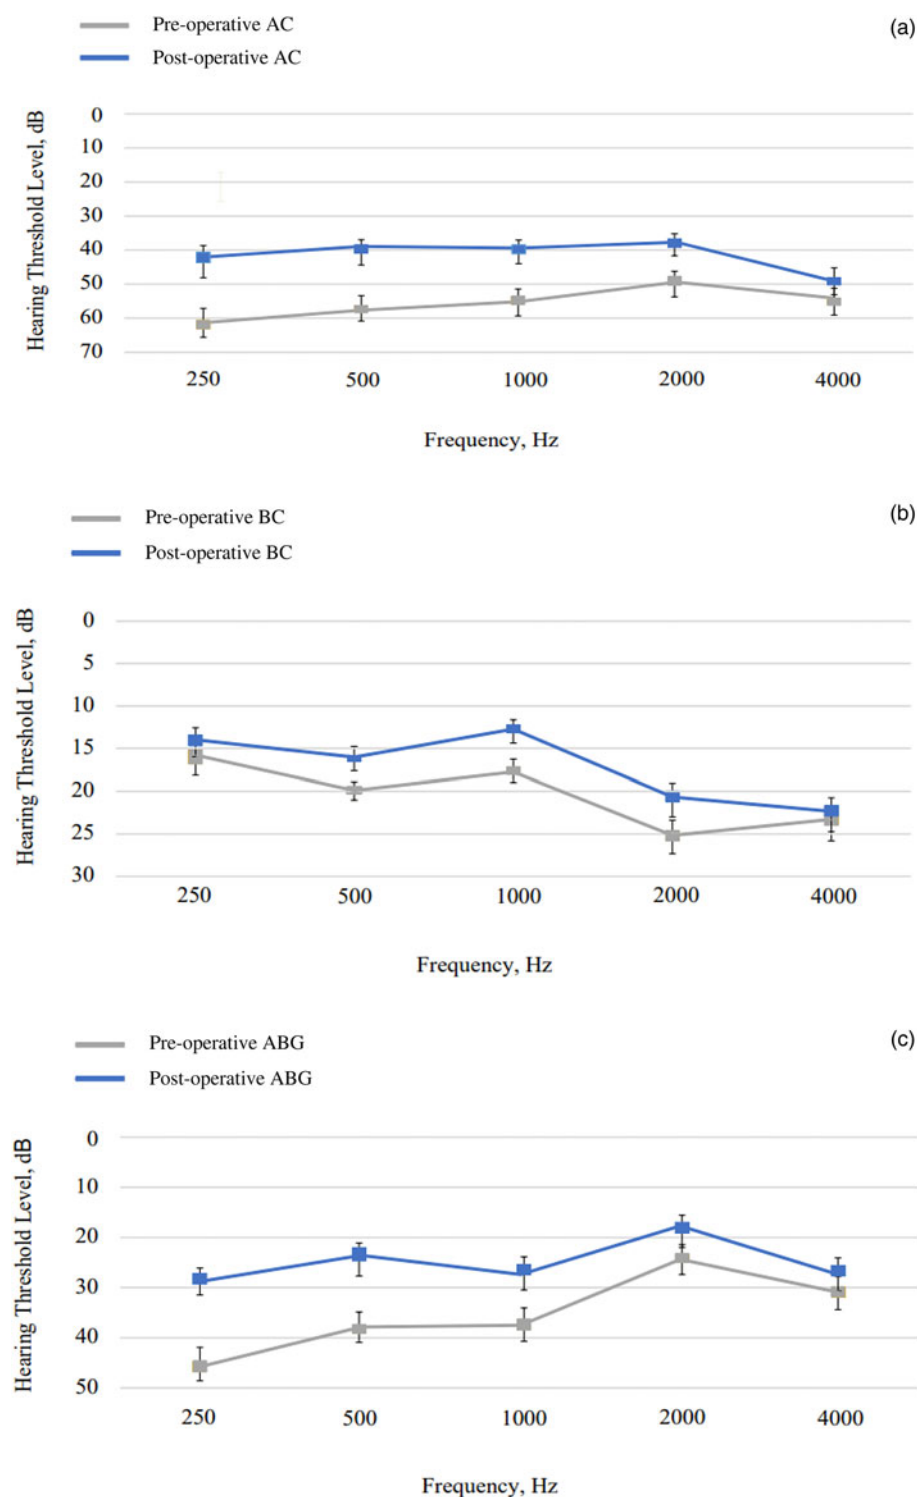 Pre-operative AC
(a)
Post-operative AC
Hearing Threshold Level, dB
0
10
20
30
40
50
60
70
250 500 1000 2000 4000
Frequency, Hz
Pre-operative BC
(b)
Post-operative BC
Hearing Threshold Level, dB
0
5
10
15
20
25
30
250 500 1000 2000 4000
Frequency, Hz
Pre-operative ABG
(c)
Post-operative ABG
Hearing Threshold Level, dB
0
10
20
30
40
50
250 500 1000 2000 4000
Frequency, Hz